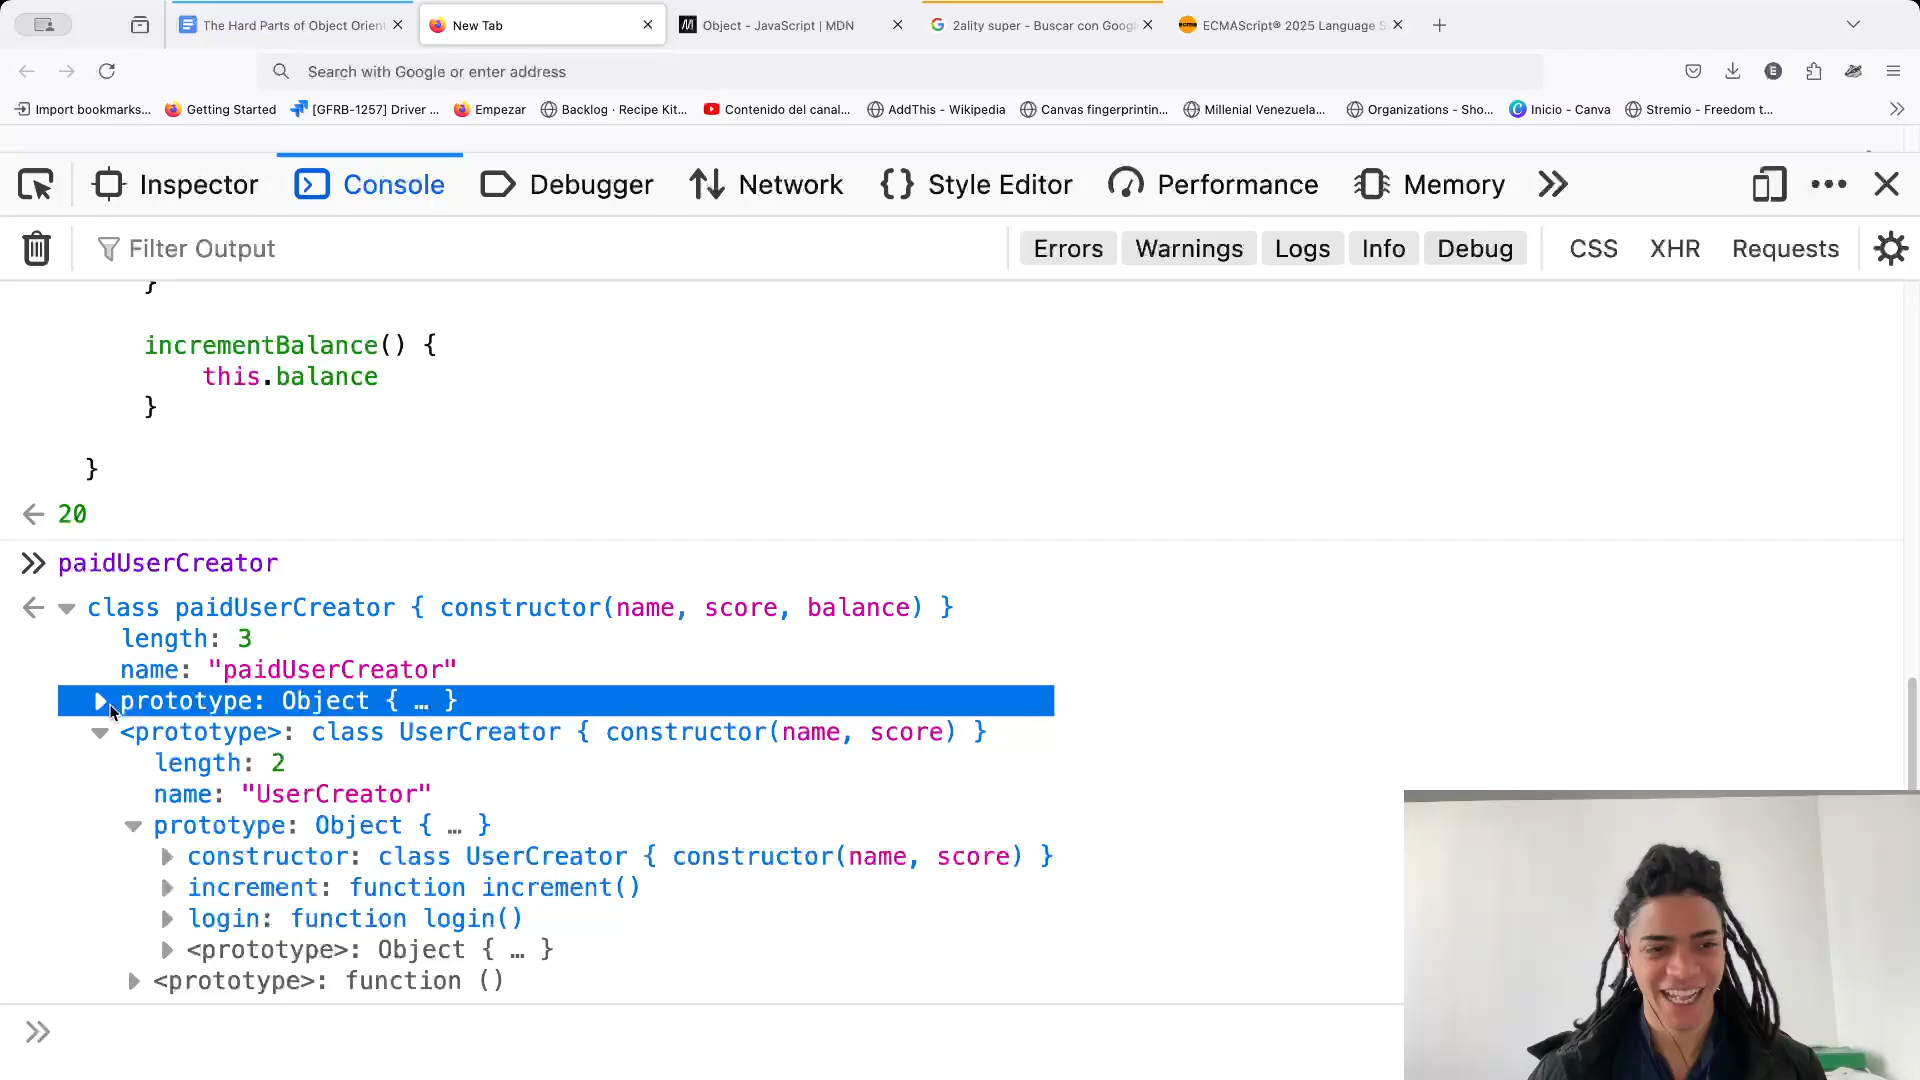 The Hard Parts of Object Orien
New Tab
Object - JavaScript | MDN
2ality super - Buscar con Goog
ECMAScript® 2025 Language S
Search with Google or enter address
E
Import bookmarks...
Getting Started
[GFRB-1257] Driver ...
Empezar
Backlog · Recipe Kit...
Contenido del canal...
AddThis - Wikipedia
Canvas fingerprintin...
Millenial Venezuela...
Organizations - Sho...
Inicio - Canva
Stremio - Freedom t...
Inspector
Console
Debugger
Network
Style Editor
Performance
Memory
Filter Output
Errors
Warnings
Logs
Info
Debug
CSS
XHR
Requests
}
incrementBalance() {
this.balance
}
}
20
paidUserCreator
class paidUserCreator { constructor(name, score, balance) }
length: 3
name: "paidUserCreator"
prototype: Object { … }
<prototype>: class UserCreator { constructor(name, score) }
length: 2
name: "UserCreator"
prototype: Object { … }
constructor: class UserCreator { constructor(name, score) }
increment: function increment()
login: function login()
<prototype>: Object { … }
<prototype>: function ()